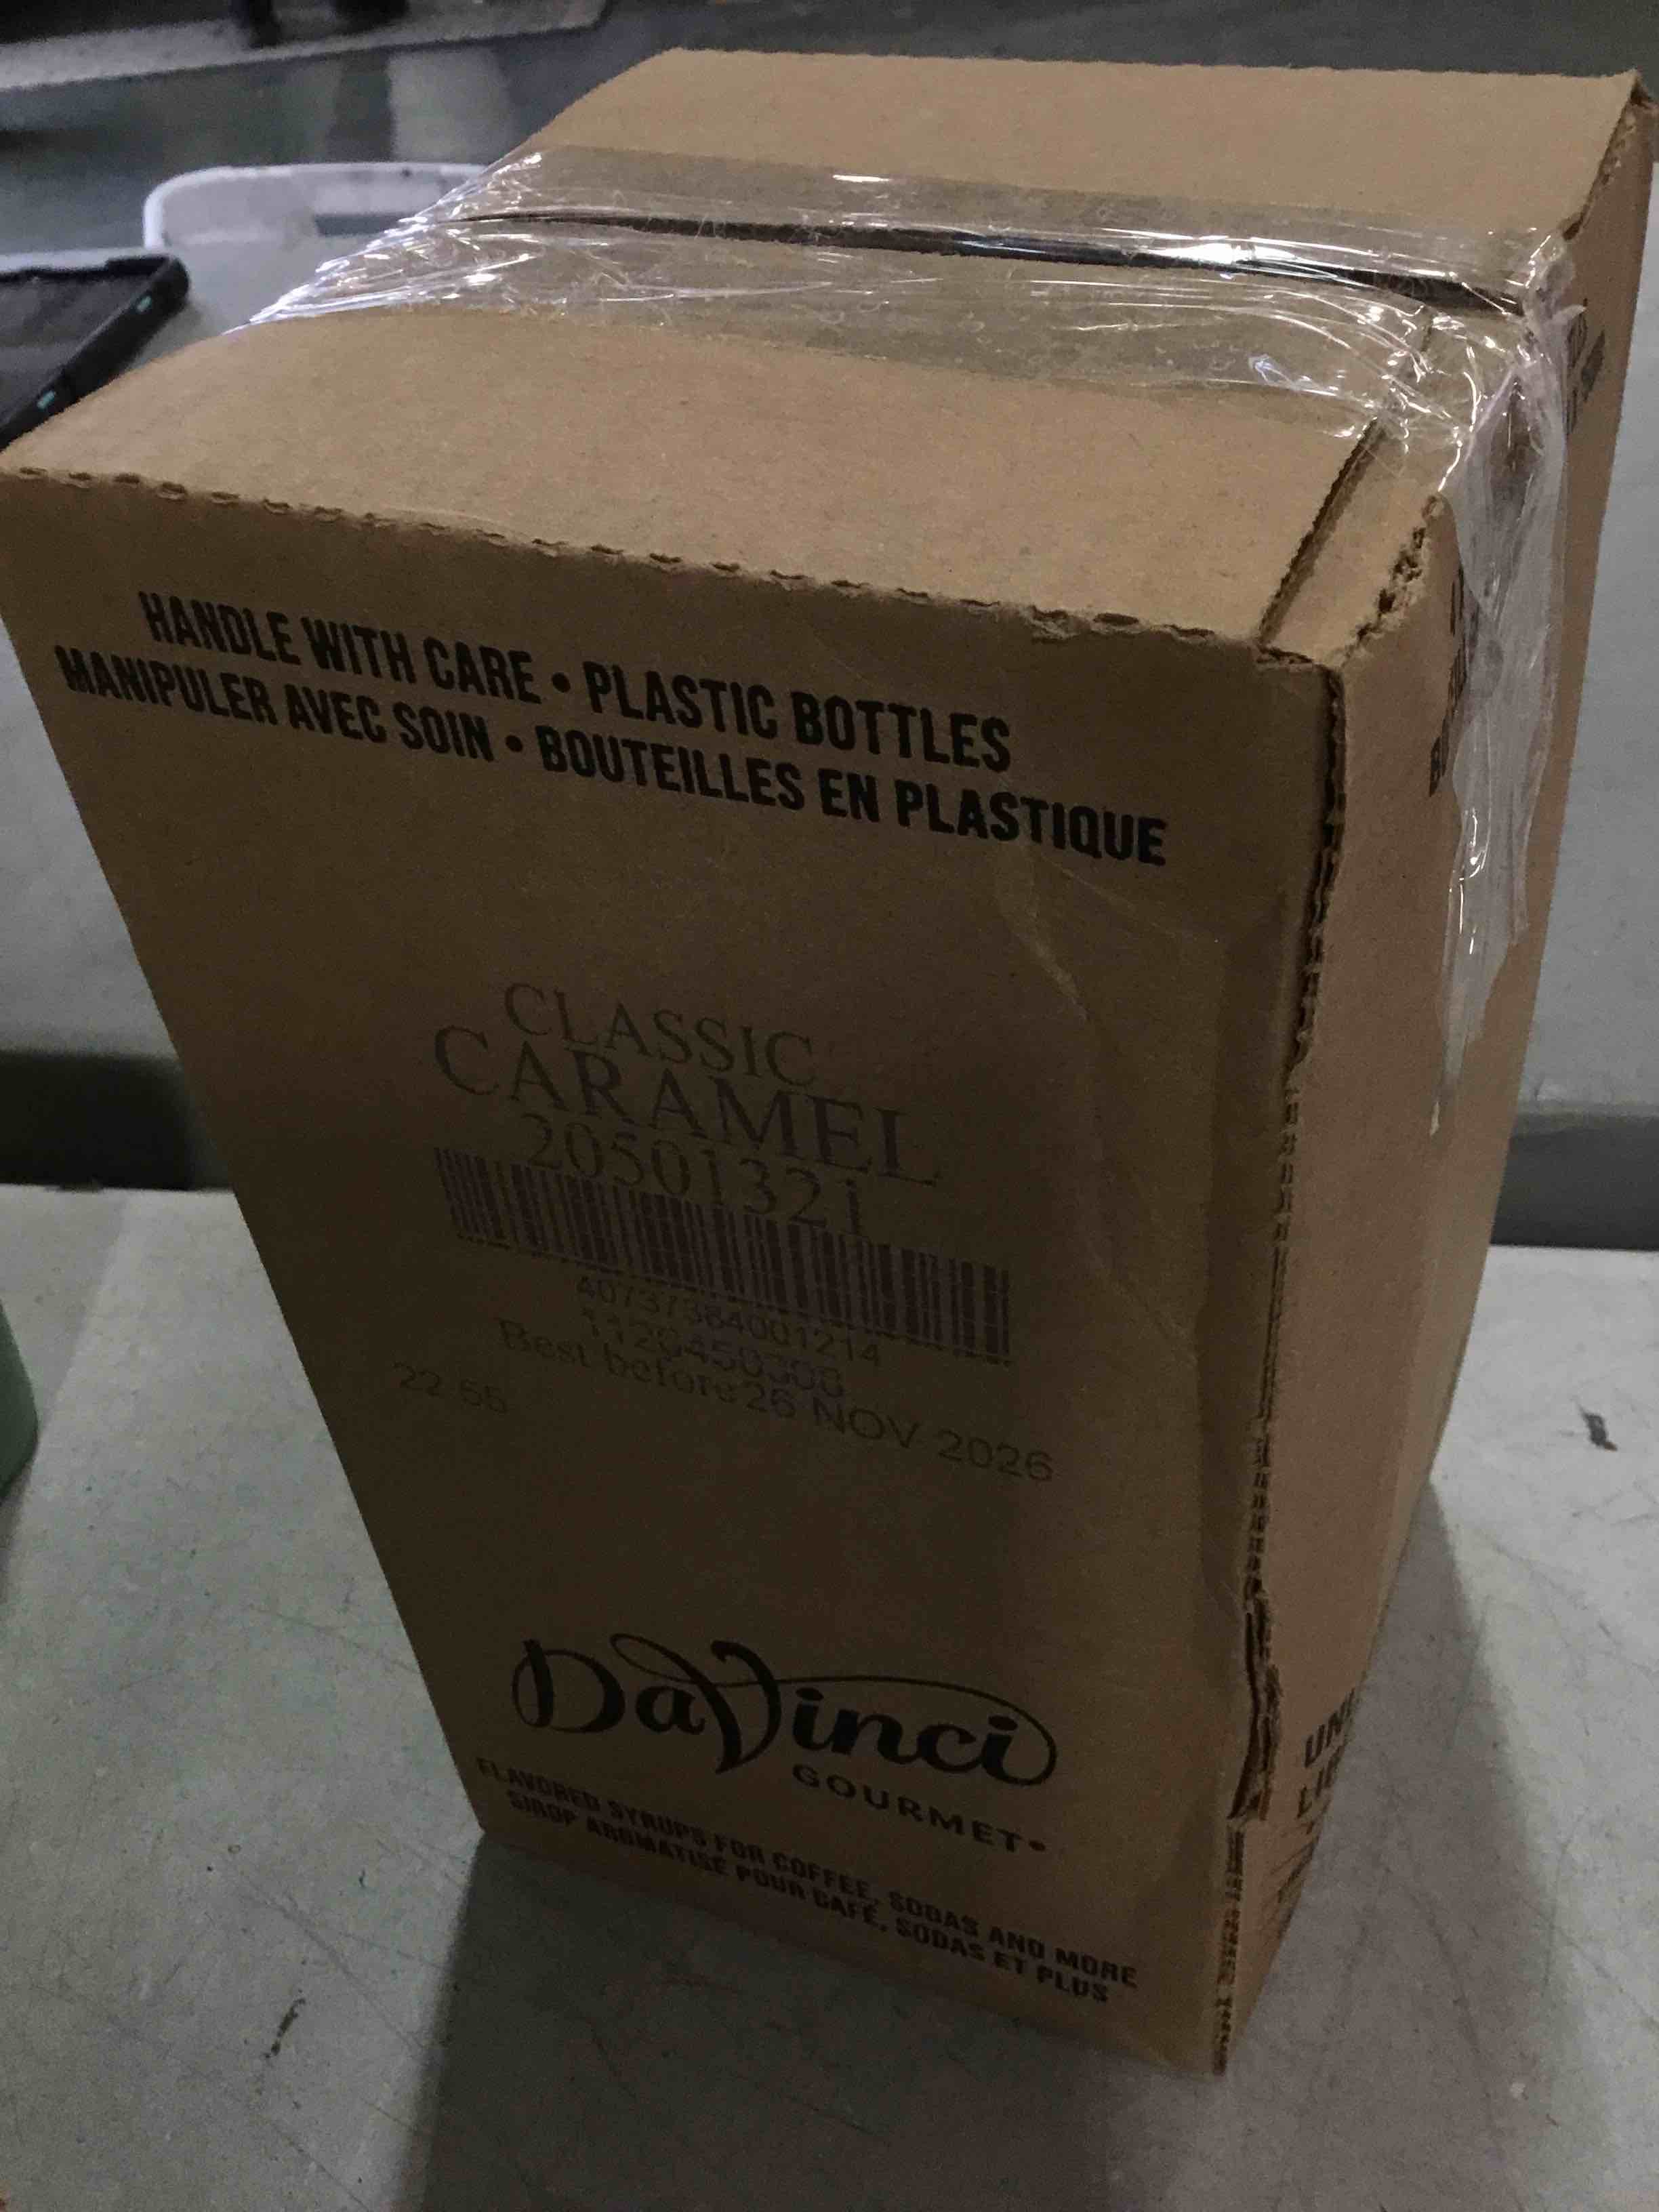 HANDLE WITH CARE • PLASTIC BOTTLES
MANIPULER AVEC SOIN • BOUTEILLES EN PLASTIQUE
CLASSIC
CARAMEL
20501321
40737384001214
Best before 26 NOV 2026
22 55
DaVinci
GOURMET
FLAVORED SYRUPS FOR COFFEE, SODAS AND MORE
SIROP AROMATISÉ POUR CAFÉ, SODAS ET PLUS